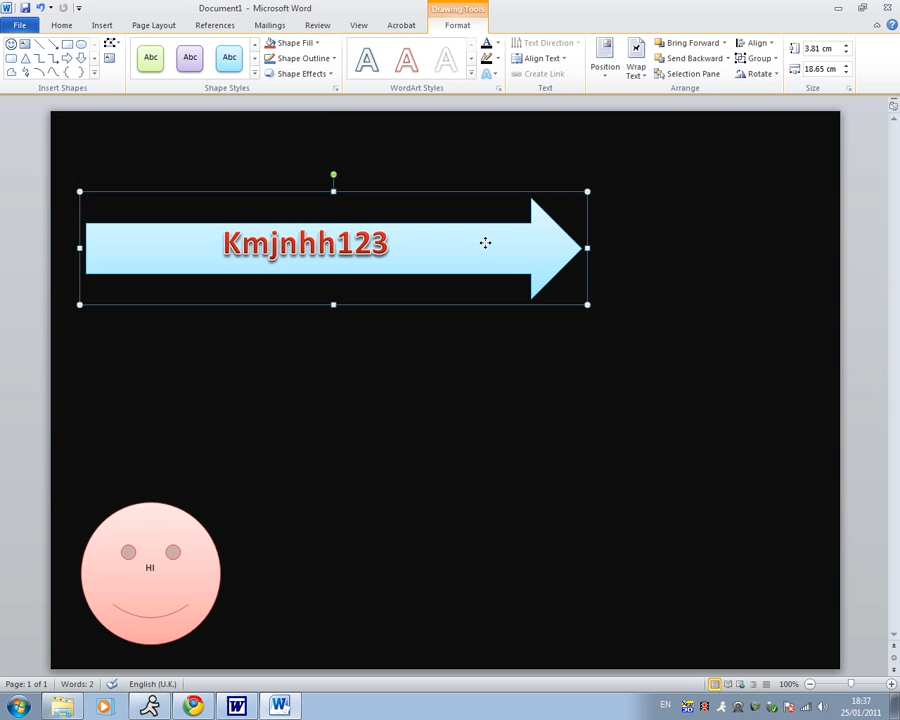 Document1 - Microsoft Word
Drawing Tools
File Home Insert Page Layout References Mailings Review View Acrobat Format
Shape Fill
Shape Outline
Shape Effects
Abc Abc Abc
Text Direction
Align Text
Create Link
Position
Wrap Text
Bring Forward
Send Backward
Selection Pane
Align
Group
Rotate
3.81 cm
18.65 cm
Insert Shapes Shape Styles WordArt Styles Text Arrange Size
Kmjnhh123
HI
Page: 1 of 1 Words: 2 English (U.K.) 100%
EN 18:37
25/01/2011